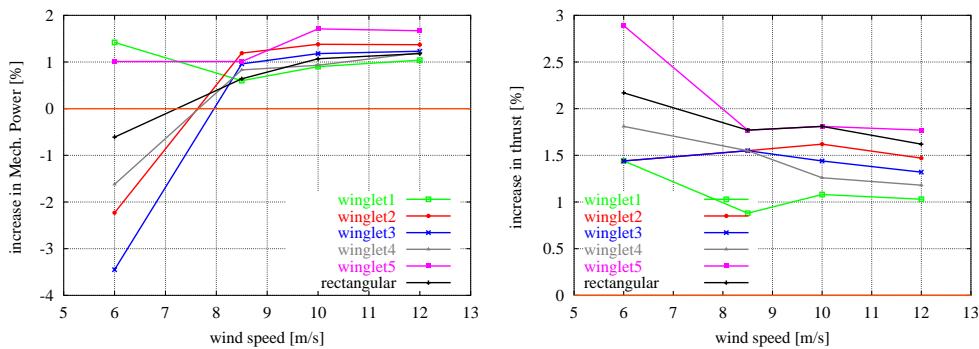 increase in Mech. Power [%]
2
1
0
-1
-2
-3
-4
winglet1
winglet2
winglet3
winglet4
winglet5
rectangular
5 6 7 8 9 10 11 12 13
wind speed [m/s]
increase in thrust [%]
3
2.5
2
1.5
1
0.5
0
winglet1
winglet2
winglet3
winglet4
winglet5
rectangular
5 6 7 8 9 10 11 12 13
wind speed [m/s]